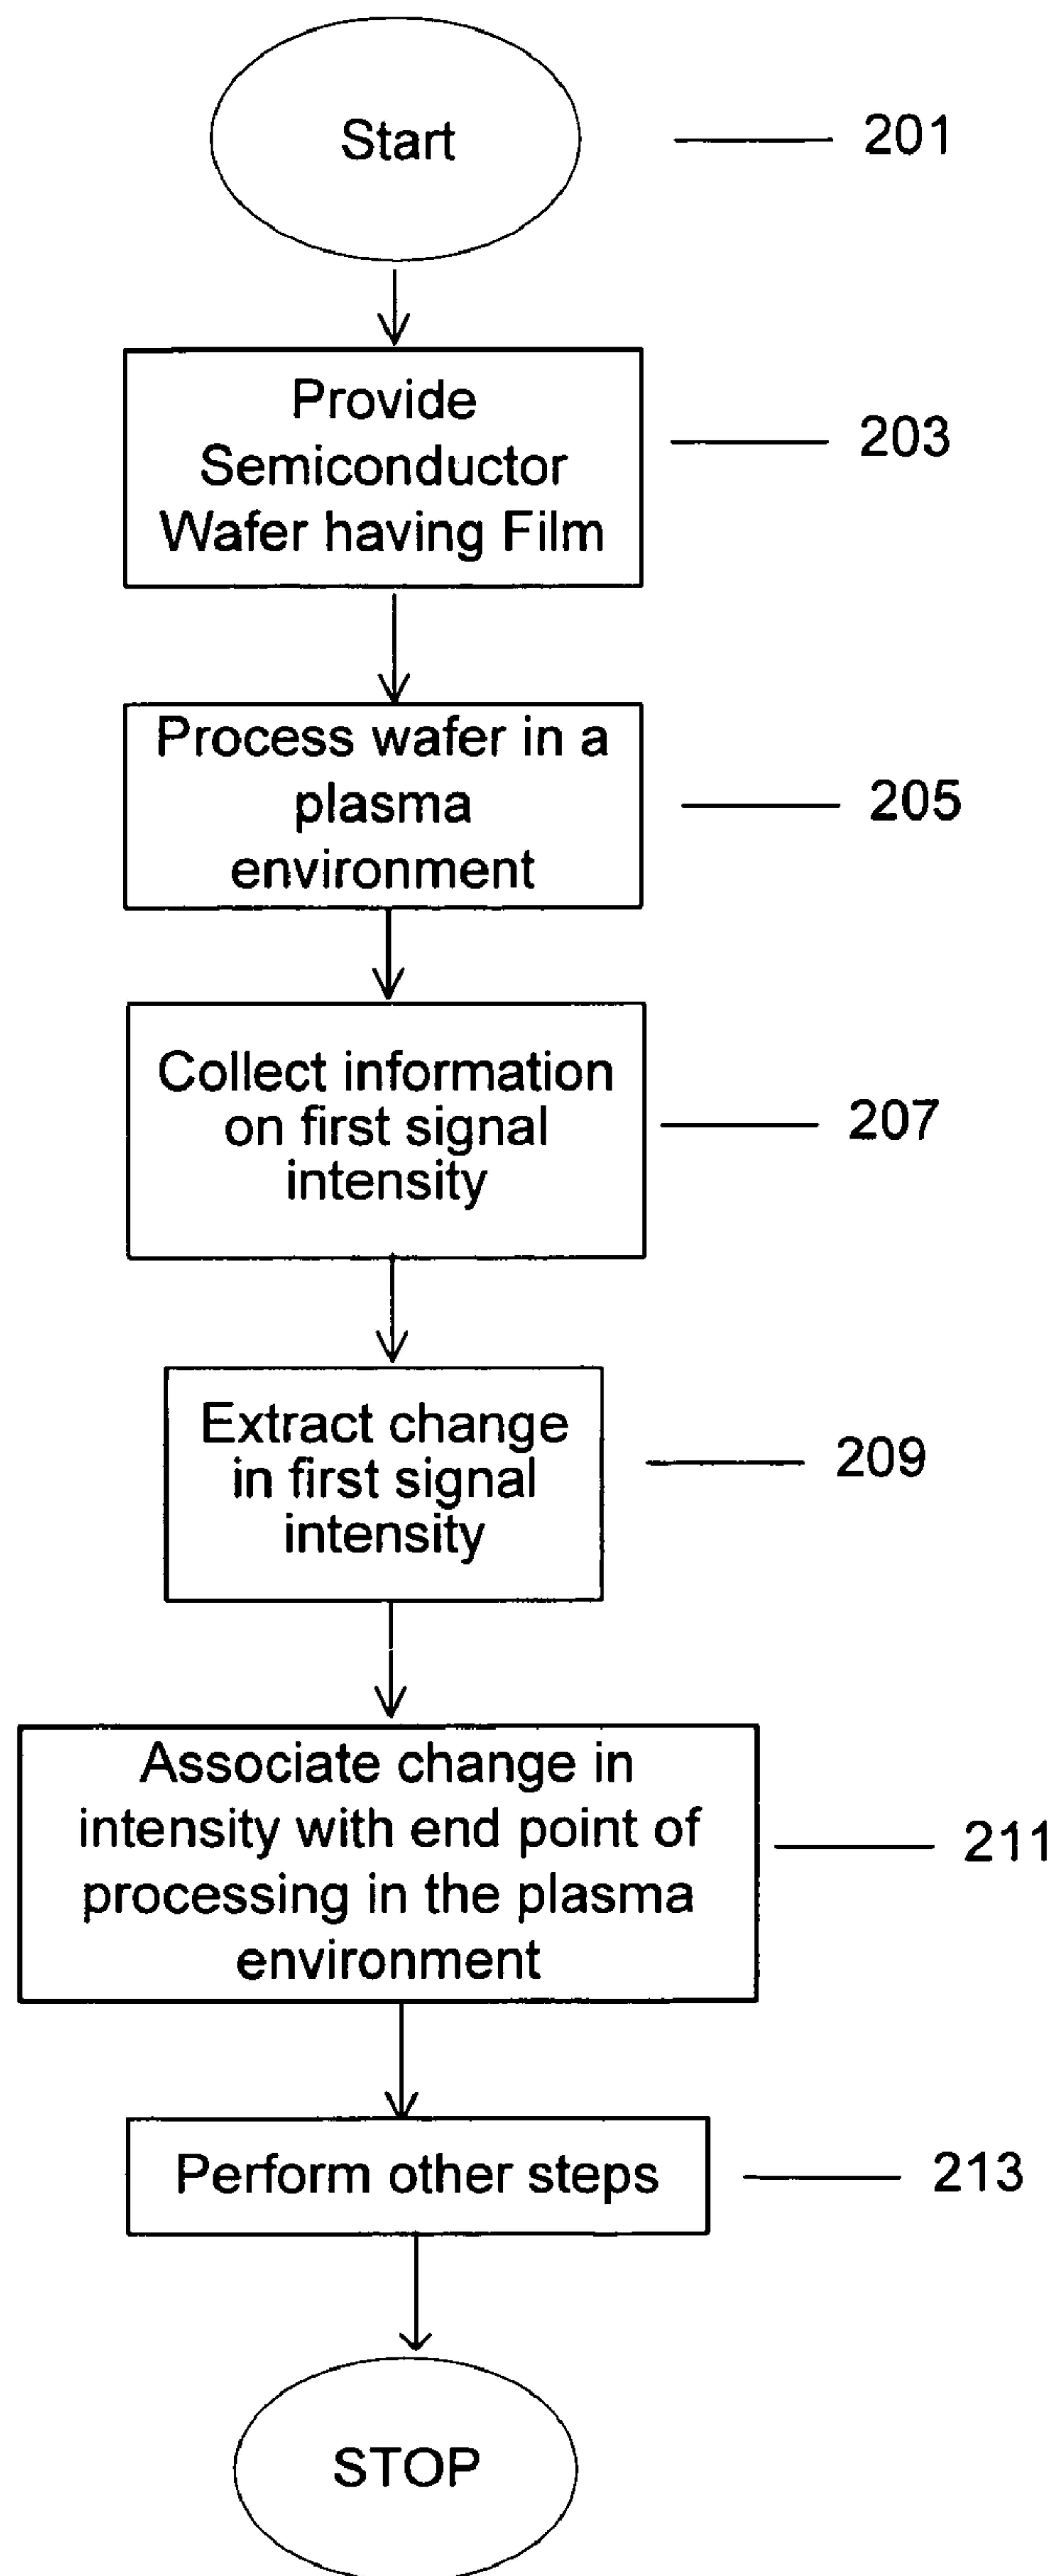 Start
201
Provide
Semiconductor
Wafer having Film
203
Process wafer in a
plasma
environment
205
Collect information
on first signal
intensity
207
Extract change
in first signal
intensity
209
Associate change in
intensity with end point of
processing in the plasma
environment
211
Perform other steps
213
STOP